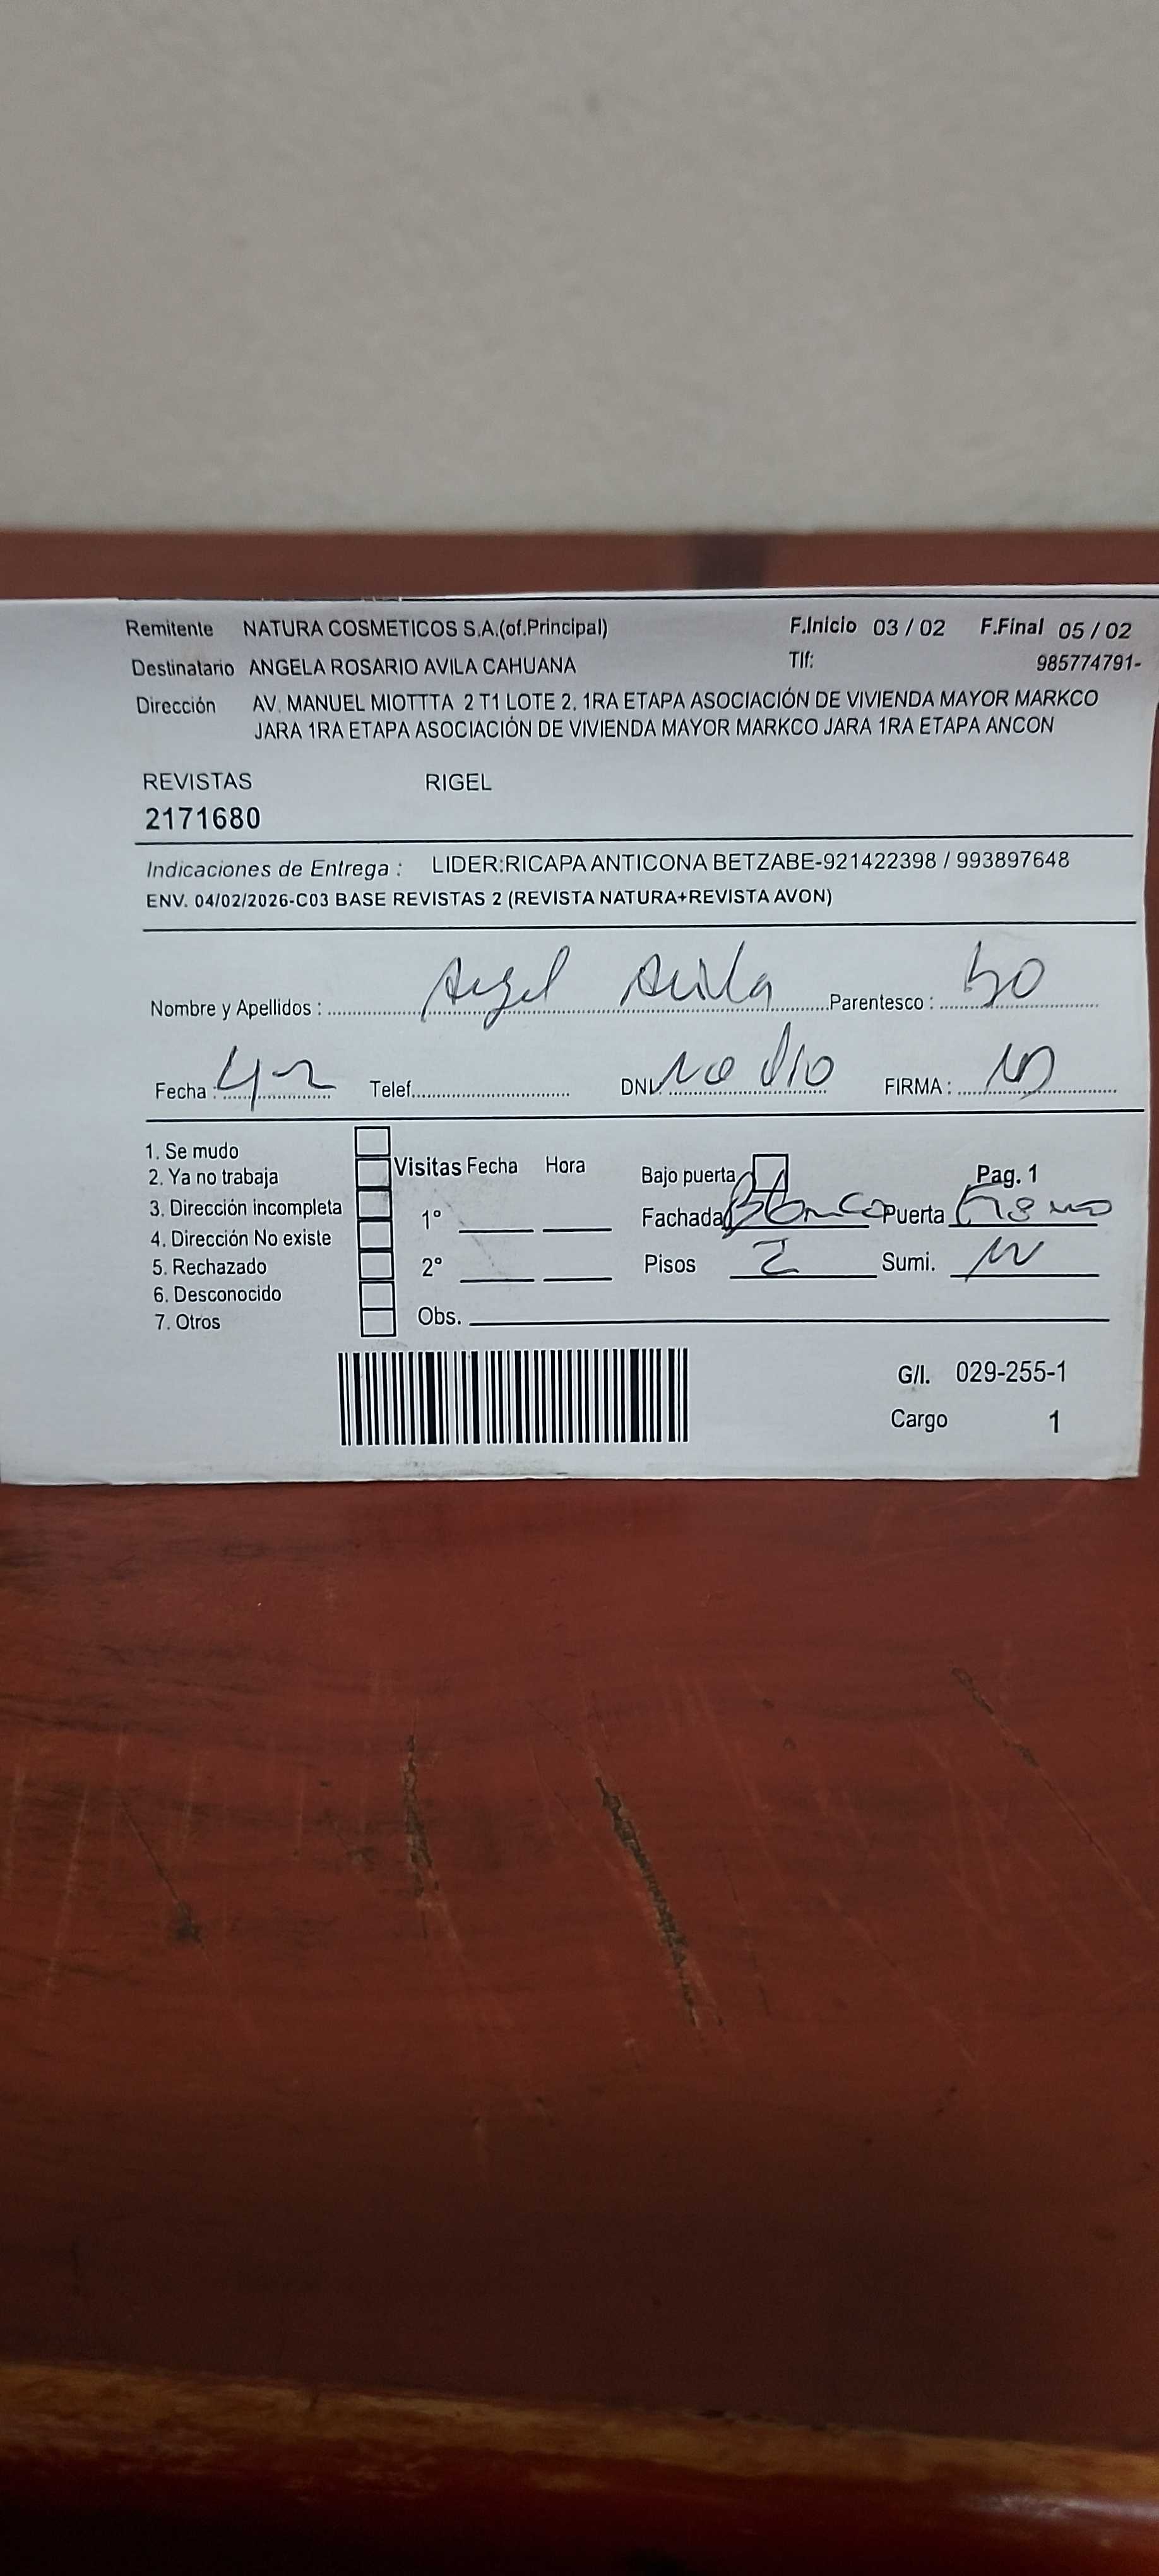 Remitente NATURA COSMETICOS S.A.(of.Principal) F.Inicio 03 / 02 F.Final 05 / 02
Destinatario ANGELA ROSARIO AVILA CAHUANA Tlf: 985774791-
Dirección AV. MANUEL MIOTTTA 2 T1 LOTE 2, 1RA ETAPA ASOCIACIÓN DE VIVIENDA MAYOR MARKCO
JARA 1RA ETAPA ASOCIACIÓN DE VIVIENDA MAYOR MARKCO JARA 1RA ETAPA ANCON
REVISTAS RIGEL
2171680
Indicaciones de Entrega : LIDER:RICAPA ANTICONA BETZABE-921422398 / 993897648
ENV. 04/02/2026-C03 BASE REVISTAS 2 (REVISTA NATURA+REVISTA AVON)
Nombre y Apellidos : Angel Avila Parentesco :
Fecha : 4-2 Telef. DNI. No dio FIRMA :
1. Se mudo
2. Ya no trabaja Visitas Fecha Hora Bajo puerta Pag. 1
3. Dirección incompleta 1° Fachada Blanco Puerta
4. Dirección No existe
5. Rechazado 2° Pisos 2 Sumi.
6. Desconocido
7. Otros Obs.
G/I. 029-255-1
Cargo 1